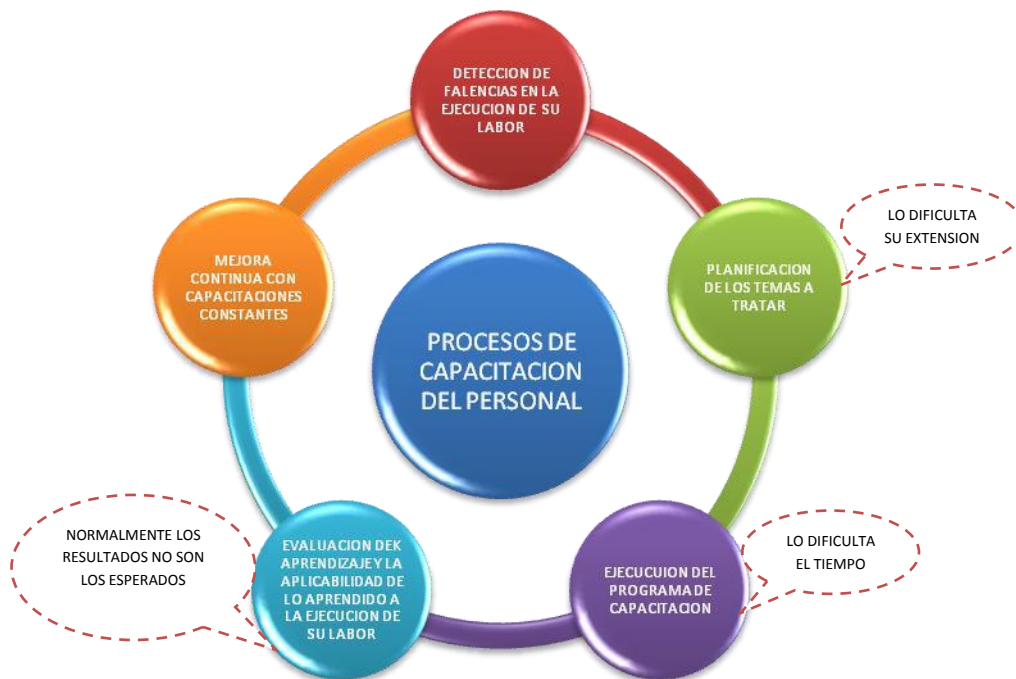 DETECCION DE
FALENCIAS EN LA
EJECUCION DE SU
LABOR
LO DIFICULTA
SU EXTENSION
PLANIFICACION
DE LOS TEMAS A
TRATAR
MEJORA
CONTINUA CON
CAPACITACIONES
CONSTANTES
PROCESOS DE
CAPACITACION
DEL PERSONAL
LO DIFICULTA
EL TIEMPO
EJECUCUION DEL
PROGRAMA DE
CAPACITACION
EVALUACION DEK
APRENDIZAJE Y LA
APLICABILIDAD DE
LO APRENDIDO A
LA EJECUCION DE
SU LABOR
NORMALMENTE LOS
RESULTADOS NO SON
LOS ESPERADOS